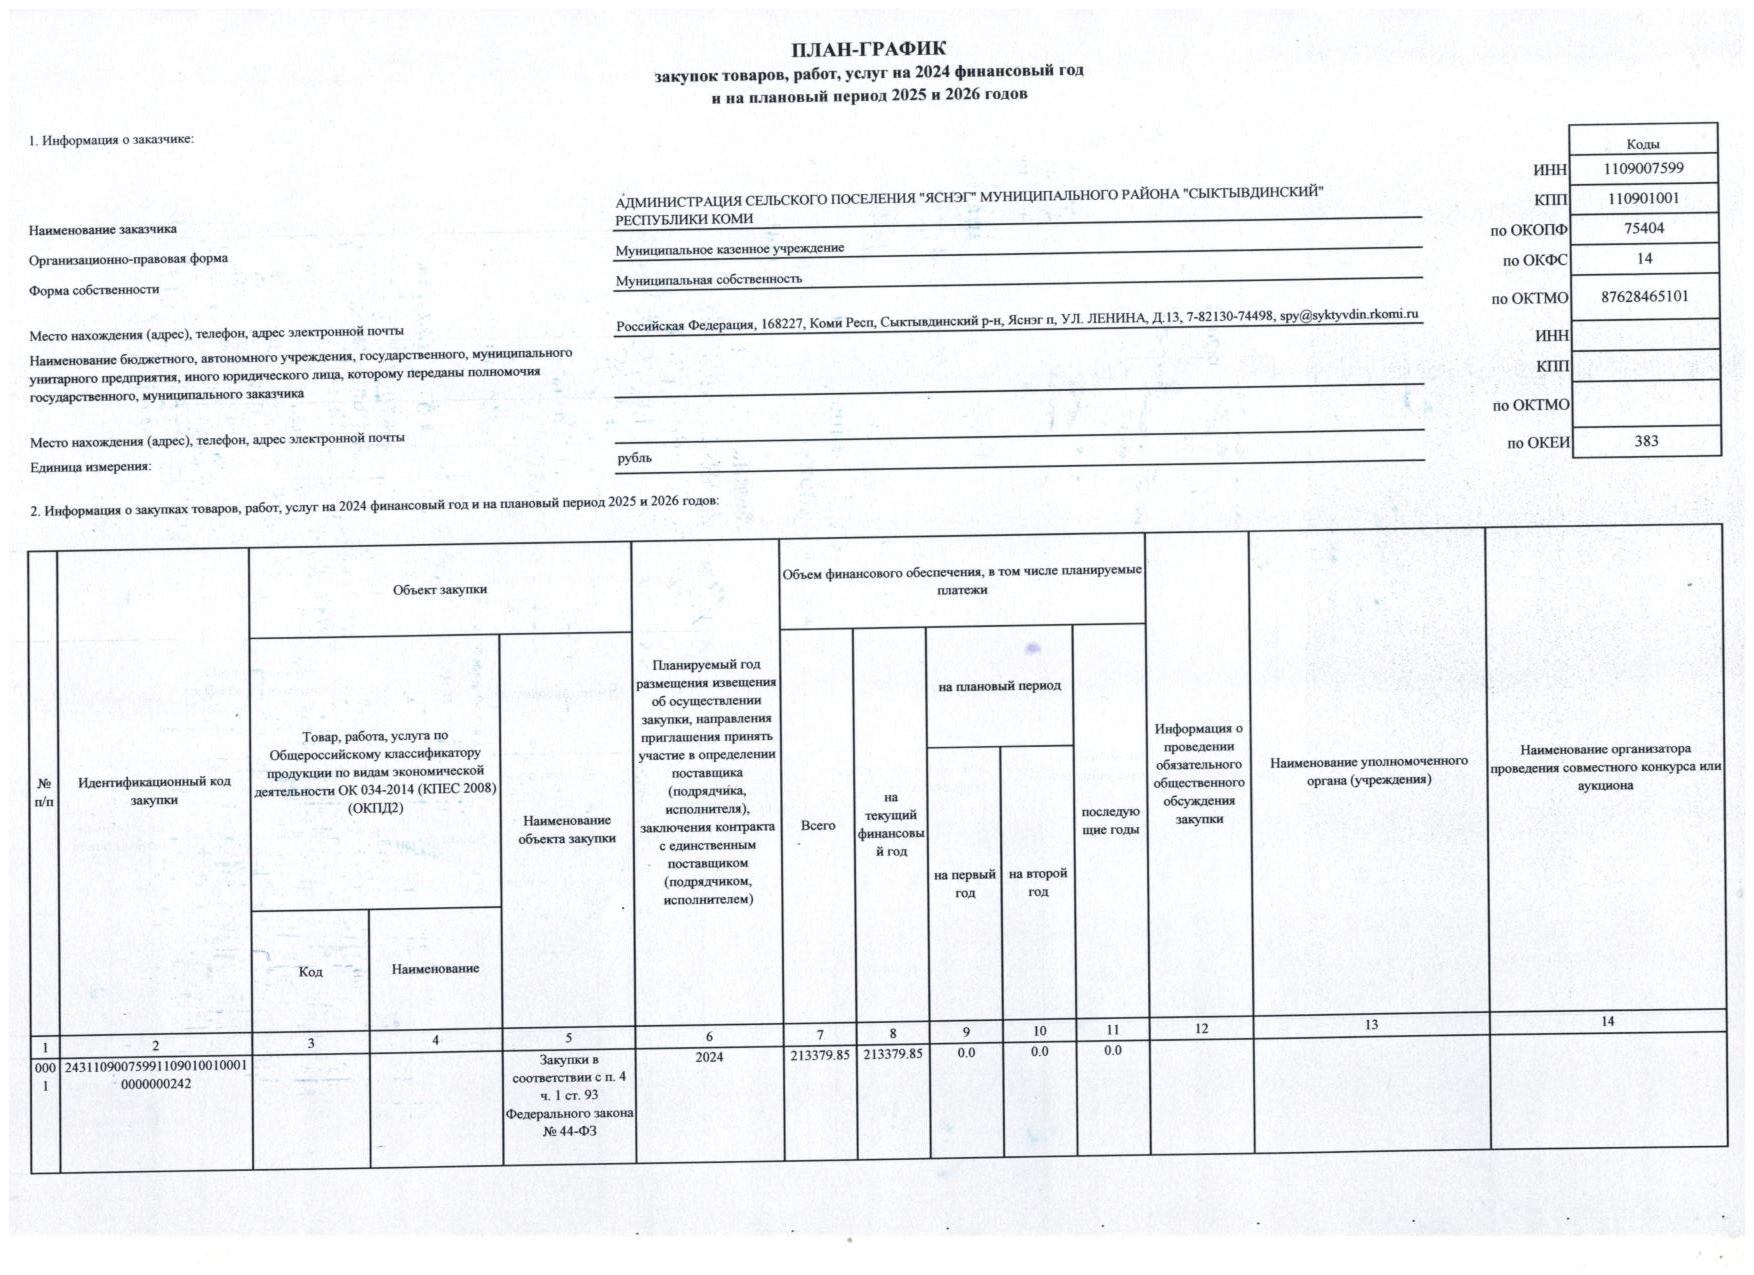 ПЛАН-ГРАФИК
закупок товаров, работ, услуг на 2024 финансовый год
и на плановый период 2025 и 2026 годов
1. Информация о заказчике:
Коды
ИНН 1109007599
АДМИНИСТРАЦИЯ СЕЛЬСКОГО ПОСЕЛЕНИЯ "ЯСНЭГ" МУНИЦИПАЛЬНОГО РАЙОНА "СЫКТЫВДИНСКИЙ"
РЕСПУБЛИКИ КОМИ
Наименование заказчика
КПП 110901001
Организационно-правовая форма
Муниципальное казенное учреждение
по ОКОПФ 75404
Форма собственности
Муниципальная собственность
по ОКФС 14
Место нахождения (адрес), телефон, адрес электронной почты
Российская Федерация, 168227, Коми Респ, Сыктывдинский р-н, Яснэг п, УЛ. ЛЕНИНА, Д.13, 7-82130-74498, spy@syktyvdin.rkomi.ru
по ОКТМО 87628465101
Наименование бюджетного, автономного учреждения, государственного, муниципального
унитарного предприятия, иного юридического лица, которому переданы полномочия
государственного, муниципального заказчика
ИНН
КПП
Место нахождения (адрес), телефон, адрес электронной почты
по ОКТМО
Единица измерения:
рубль
по ОКЕИ 383
2. Информация о закупках товаров, работ, услуг на 2024 финансовый год и на плановый период 2025 и 2026 годов:
№
п/п
Идентификационный код
закупки
Объект закупки
Товар, работа, услуга по
Общероссийскому классификатору
продукции по видам экономической
деятельности ОК 034-2014 (КПЕС 2008)
(ОКПД2)
Код
Наименование
Наименование
объекта закупки
Планируемый год
размещения извещения
об осуществлении
закупки, направления
приглашения принять
участие в определении
поставщика
(подрядчика,
исполнителя),
заключения контракта
с единственным
поставщиком
(подрядчиком,
исполнителем)
Объем финансового обеспечения, в том числе планируемые
платежи
Всего
на
текущий
финансовы
й год
на плановый период
на первый
год
на второй
год
последую
щие годы
Информация о
проведении
обязательного
общественного
обсуждения
закупки
Наименование уполномоченного
органа (учреждения)
Наименование организатора
проведения совместного конкурса или
аукциона
1 2 3 4 5 6 7 8 9 10 11 12 13 14
000
1
24311090075991109010010001
0000000242
Закупки в
соответствии с п. 4
ч. 1 ст. 93
Федерального закона
№ 44-ФЗ
2024
213379.85
213379.85
0.0
0.0
0.0